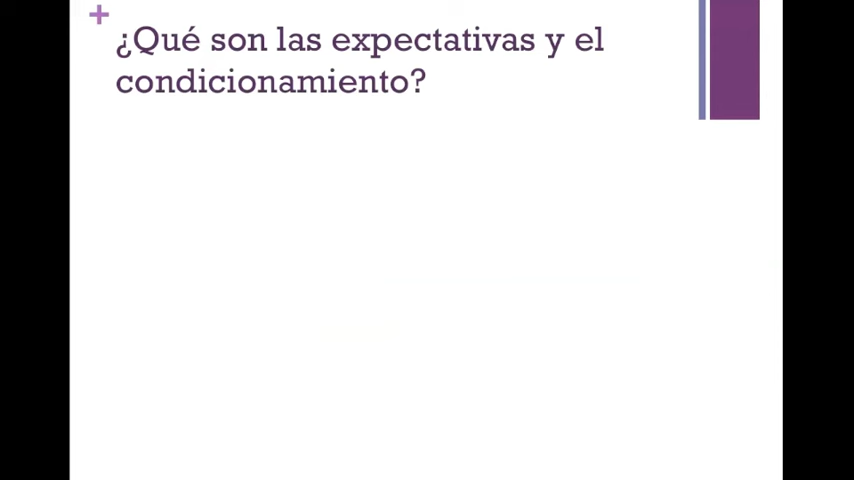 +
¿Qué son las expectativas y el
condicionamiento?